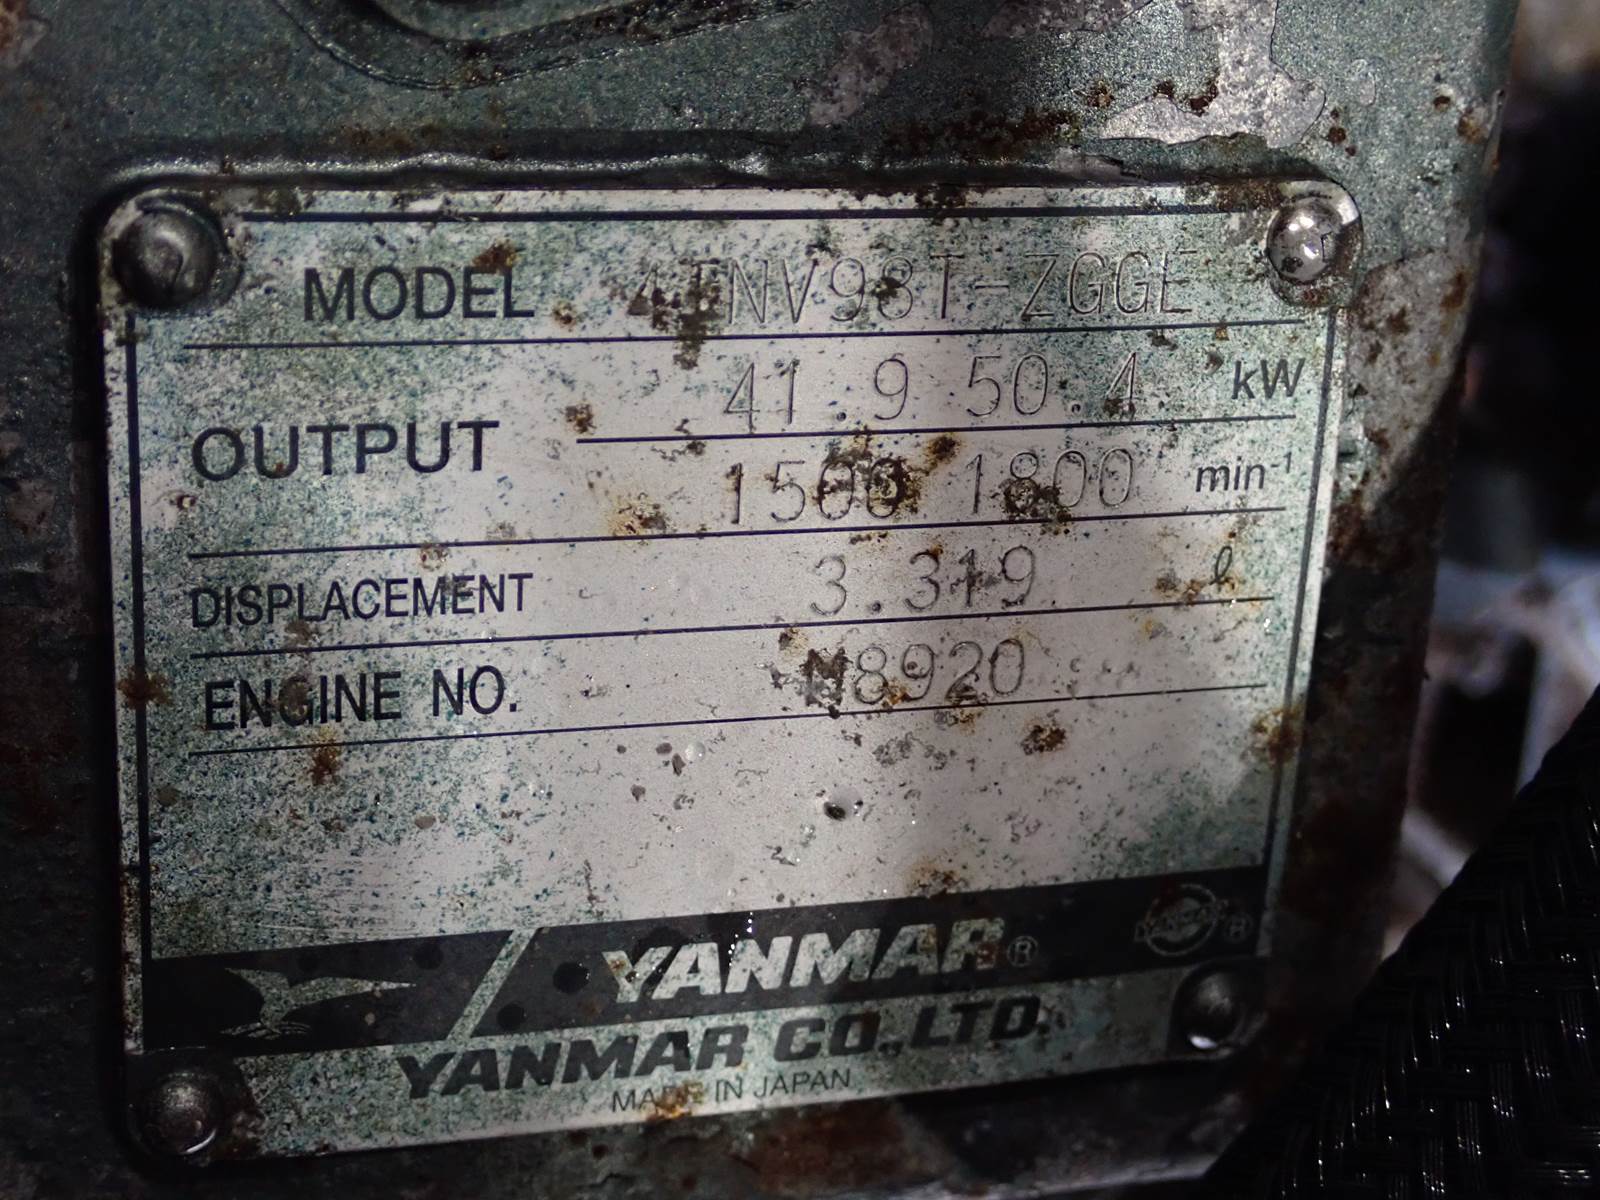 MODEL 4TNV98T-ZGGE
OUTPUT 41.9 50.4 kW
1500 1800 min-1
DISPLACEMENT 3.319 ℓ
ENGINE NO. N8920
YANMAR®
YANMAR CO.,LTD.
MADE IN JAPAN